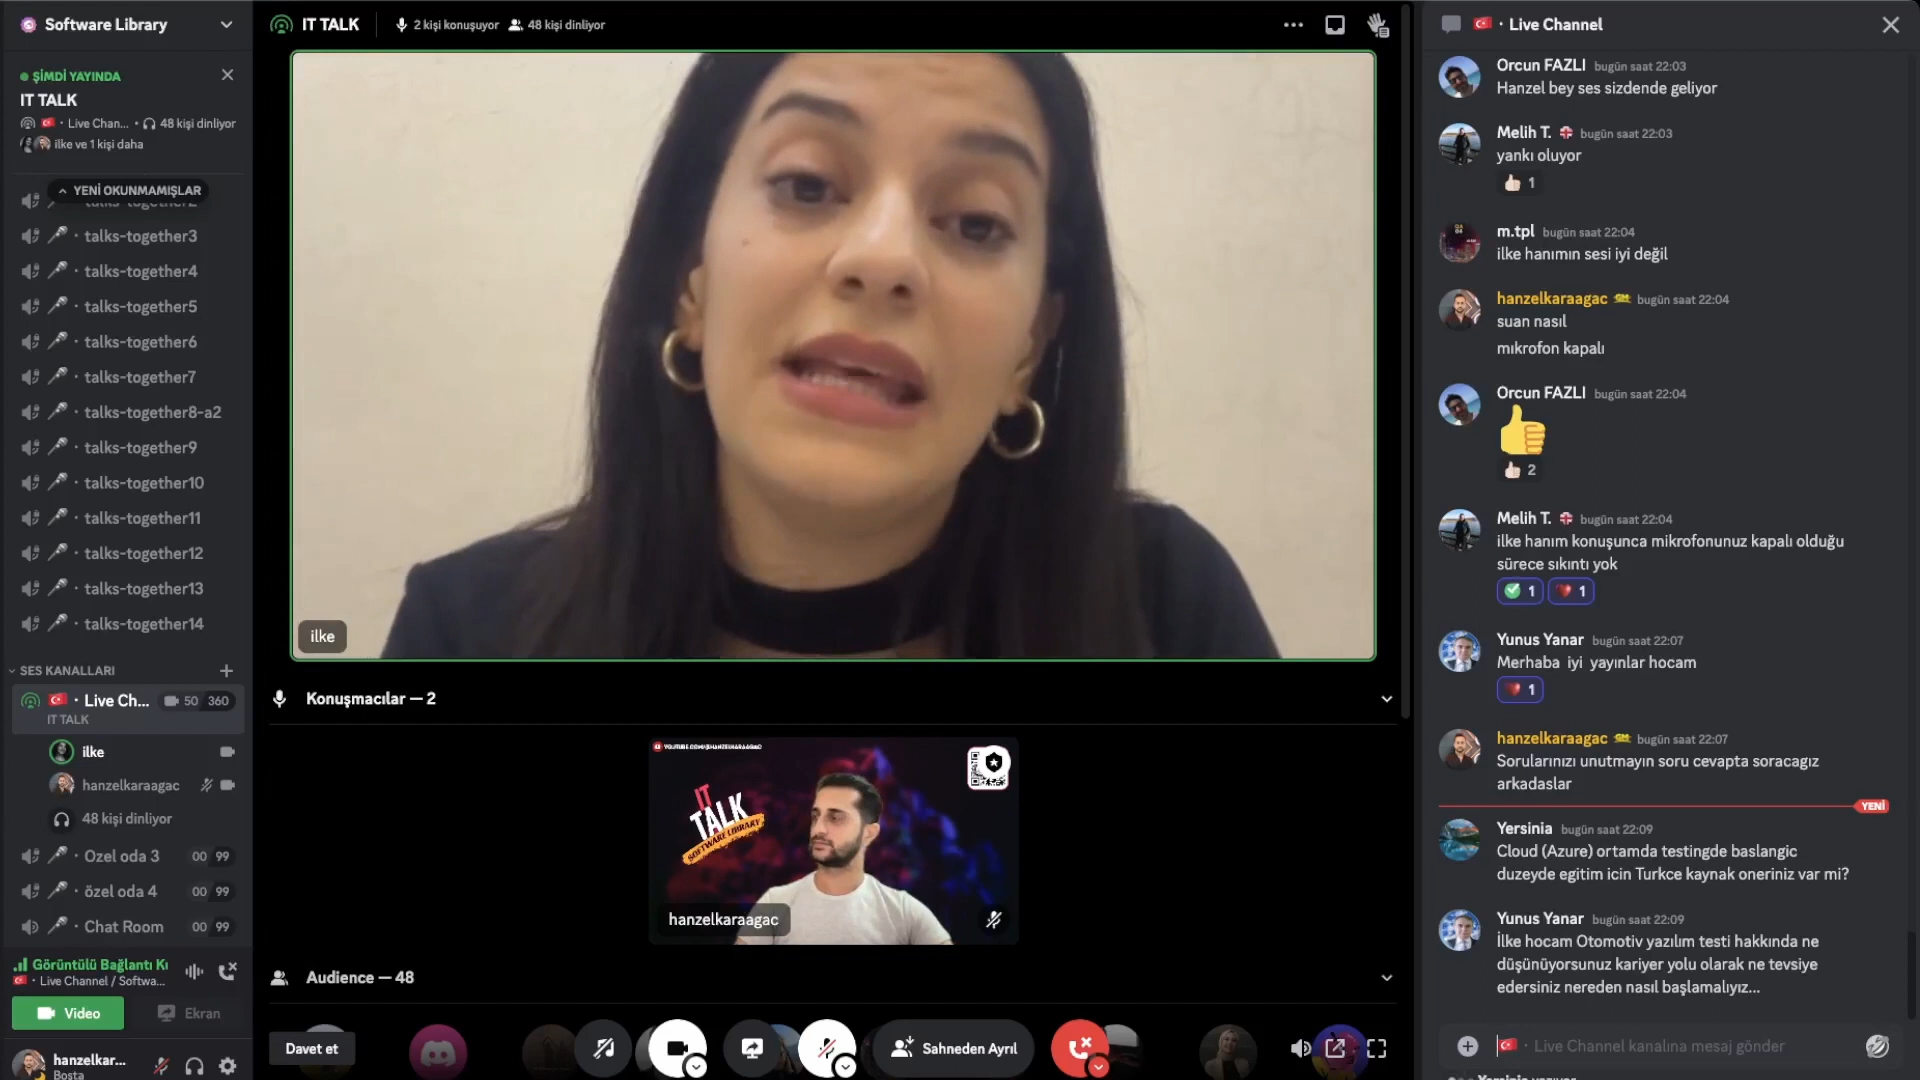 Software Library
ŞİMDİ YAYINDA
IT TALK
· Live Chan... • 48 kişi dinliyor
ilke ve 1 kişi daha
YENİ OKUNMAMIŞLAR
talks-together2
· talks-together3
· talks-together4
· talks-together5
· talks-together6
· talks-together7
· talks-together8-a2
· talks-together9
· talks-together10
· talks-together11
· talks-together12
· talks-together13
· talks-together14
SES KANALLARI
· Live Ch... 50 360
IT TALK
ilke
hanzelkaraagac
48 kişi dinliyor
· Ozel oda 3 00 99
· özel oda 4 00 99
· Chat Room 00 99
Görüntülü Bağlantı Kı
· Live Channel / Softwa...
Video
Ekran
hanzelkar...
Boşta
IT TALK
2 kişi konuşuyor
48 kişi dinliyor
ilke
Konuşmacılar — 2
YOUTUBE.COM/@HANZELKARAAGAC
IT
TALK
SOFTWARE LIBRARY
hanzelkaraagac
Audience — 48
Davet et
Sahneden Ayrıl
· Live Channel
Orcun FAZLI bugün saat 22:03
Hanzel bey ses sizdende geliyor
Melih T. bugün saat 22:03
yankı oluyor
1
m.tpl bugün saat 22:04
ilke hanımın sesi iyi değil
hanzelkaraagac bugün saat 22:04
suan nasıl
mıkrofon kapalı
Orcun FAZLI bugün saat 22:04
2
Melih T. bugün saat 22:04
ilke hanım konuşunca mikrofonunuz kapalı olduğu
sürece sıkıntı yok
1 1
Yunus Yanar bugün saat 22:07
Merhaba iyi yayınlar hocam
1
hanzelkaraagac bugün saat 22:07
Sorularınızı unutmayın soru cevapta soracagız
arkadaslar
YENİ
Yersinia bugün saat 22:09
Cloud (Azure) ortamda testingde baslangic
duzeyde egitim icin Turkce kaynak oneriniz var mi?
Yunus Yanar bugün saat 22:09
İlke hocam Otomotiv yazılım testi hakkında ne
düşünüyorsunuz kariyer yolu olarak ne tevsiye
edersiniz nereden nasıl başlamalıyız...
· Live Channel kanalına mesaj gönder
Yersinia yazıyor